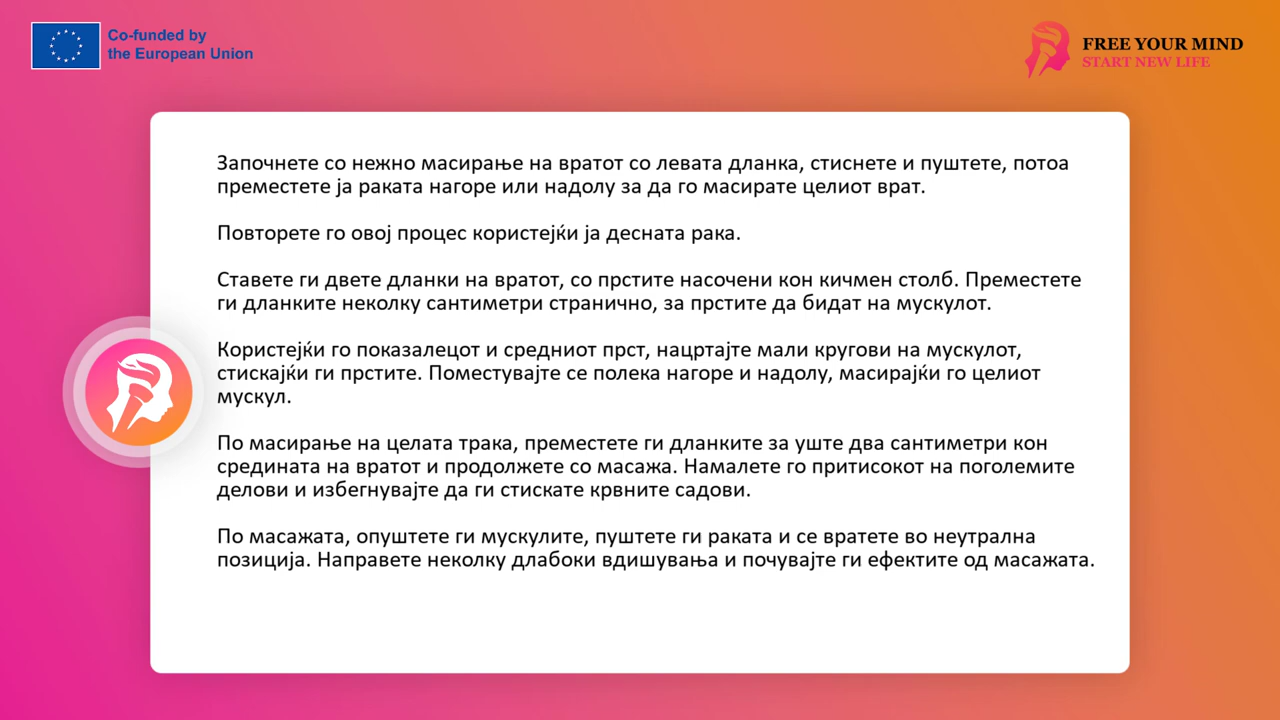 Co-funded by
the European Union
FREE YOUR MIND
START NEW LIFE
Започнете со нежно масирање на вратот со левата дланка, стиснете и пуштете, потоа
преместете ја раката нагоре или надолу за да го масирате целиот врат.
Повторете го овој процес користејќи ја десната рака.
Ставете ги двете дланки на вратот, со прстите насочени кон кичмен столб. Преместете
ги дланките неколку сантиметри странично, за прстите да бидат на мускулот.
Користејќи го показалецот и средниот прст, нацртајте мали кругови на мускулот,
стискајќи ги прстите. Поместувајте се полека нагоре и надолу, масирајќи го целиот
мускул.
По масирање на целата трака, преместете ги дланките за уште два сантиметри кон
средината на вратот и продолжете со масажа. Намалете го притисокот на поголемите
делови и избегнувајте да ги стискате крвните садови.
По масажата, опуштете ги мускулите, пуштете ги раката и се вратете во неутрална
позиција. Направете неколку длабоки вдишувања и почувајте ги ефектите од масажата.